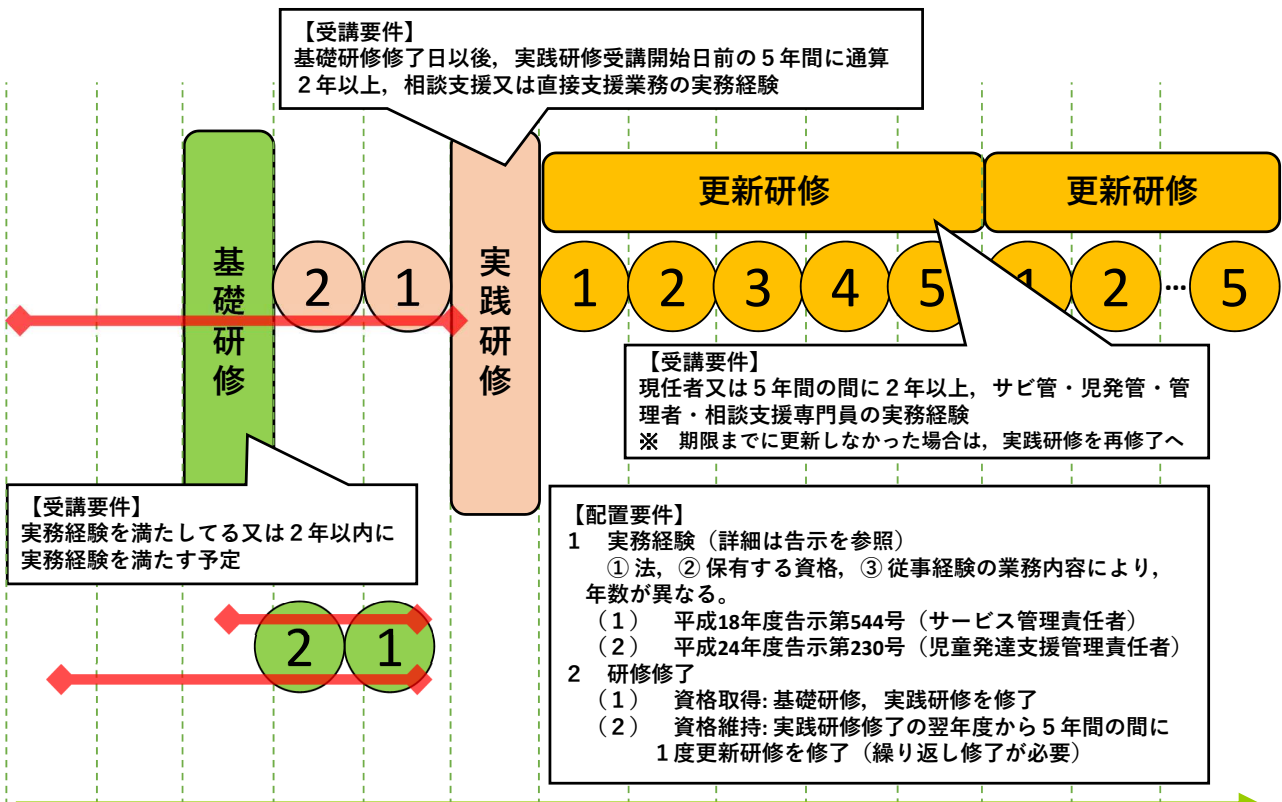 【受講要件】
基礎研修修了日以後，実践研修受講開始日前の５年間に通算
２年以上，相談支援又は直接支援業務の実務経験
基礎研修
2
1
実践研修
更新研修
更新研修
1
2
3
4
5
1
2
…
5
【受講要件】
現任者又は５年間の間に２年以上，サビ管・児発管・管
理者・相談支援専門員の実務経験
※　期限までに更新しなかった場合は，実践研修を再修了へ
【受講要件】
実務経験を満たしてる又は２年以内に
実務経験を満たす予定
2
1
【配置要件】
1　実務経験（詳細は告示を参照）
① 法，② 保有する資格，③ 従事経験の業務内容により，
年数が異なる。
（１）　平成18年度告示第544号（サービス管理責任者）
（２）　平成24年度告示第230号（児童発達支援管理責任者）
2　研修修了
（１）　資格取得: 基礎研修，実践研修を修了
（２）　資格維持: 実践研修修了の翌年度から５年間の間に
１度更新研修を修了（繰り返し修了が必要）